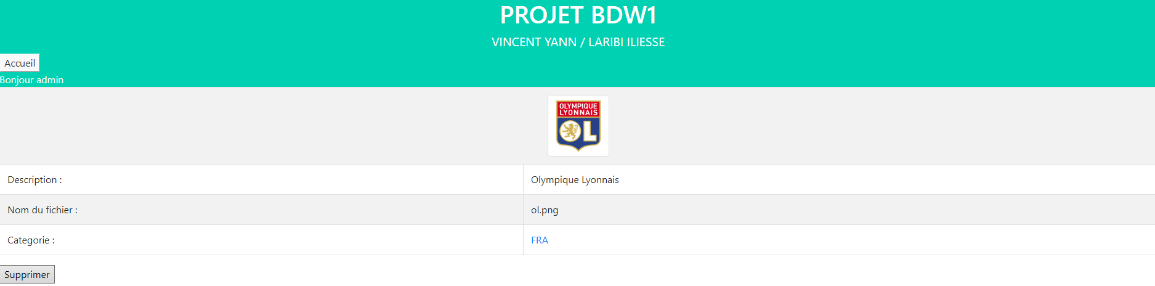 PROJET BDW1
VINCENT YANN / LARIBI ILIESSE
Accueil
Bonjour admin
OLYMPIQUE
LYONNAIS
OL
Description : Olympique Lyonnais
Nom du fichier : ol.png
Categorie : FRA
Supprimer